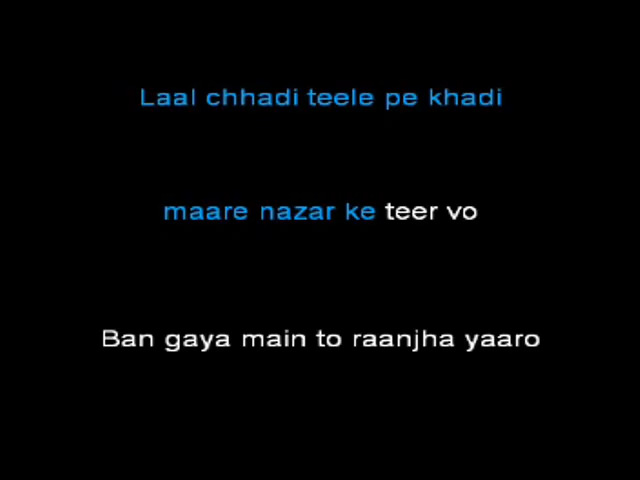 Laal chhadi teele pe khadi
maare nazar ke teer vo
Ban gaya main to raanjha yaaro